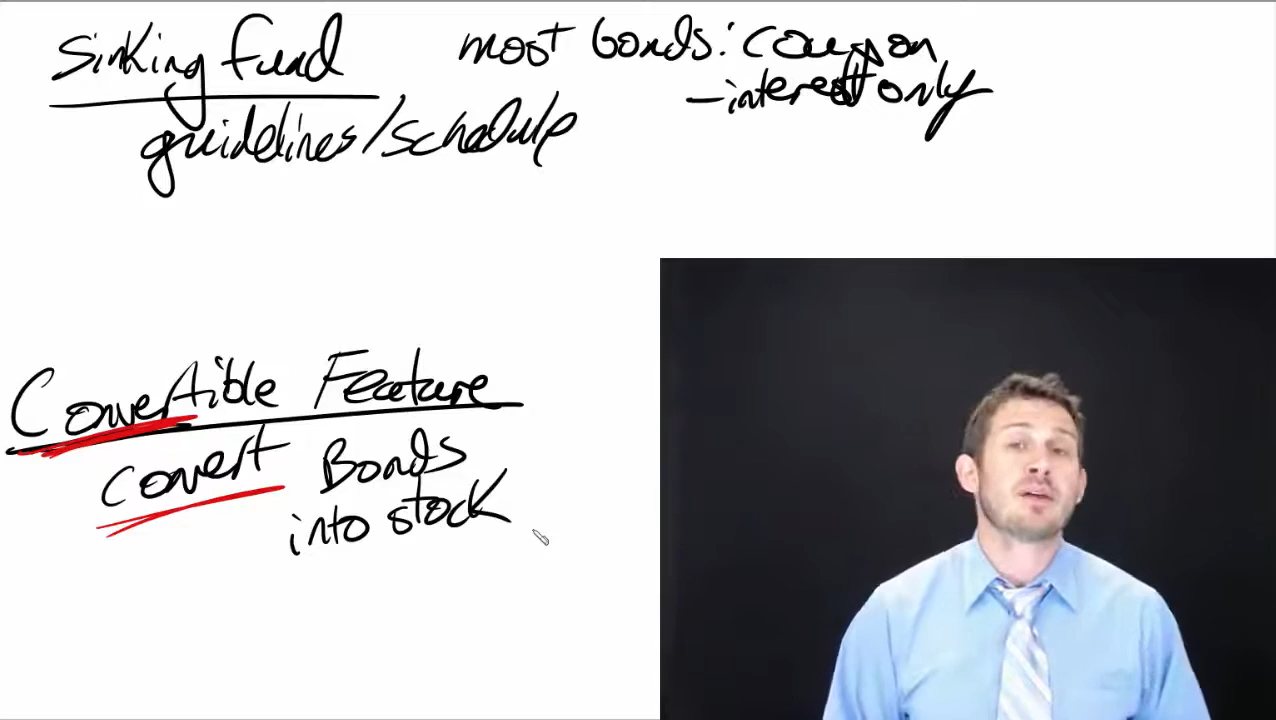 Sinking Fund
most bonds: coupon
- interest only
guidelines/schedule
Convertible Feature
convert Bonds
into stock